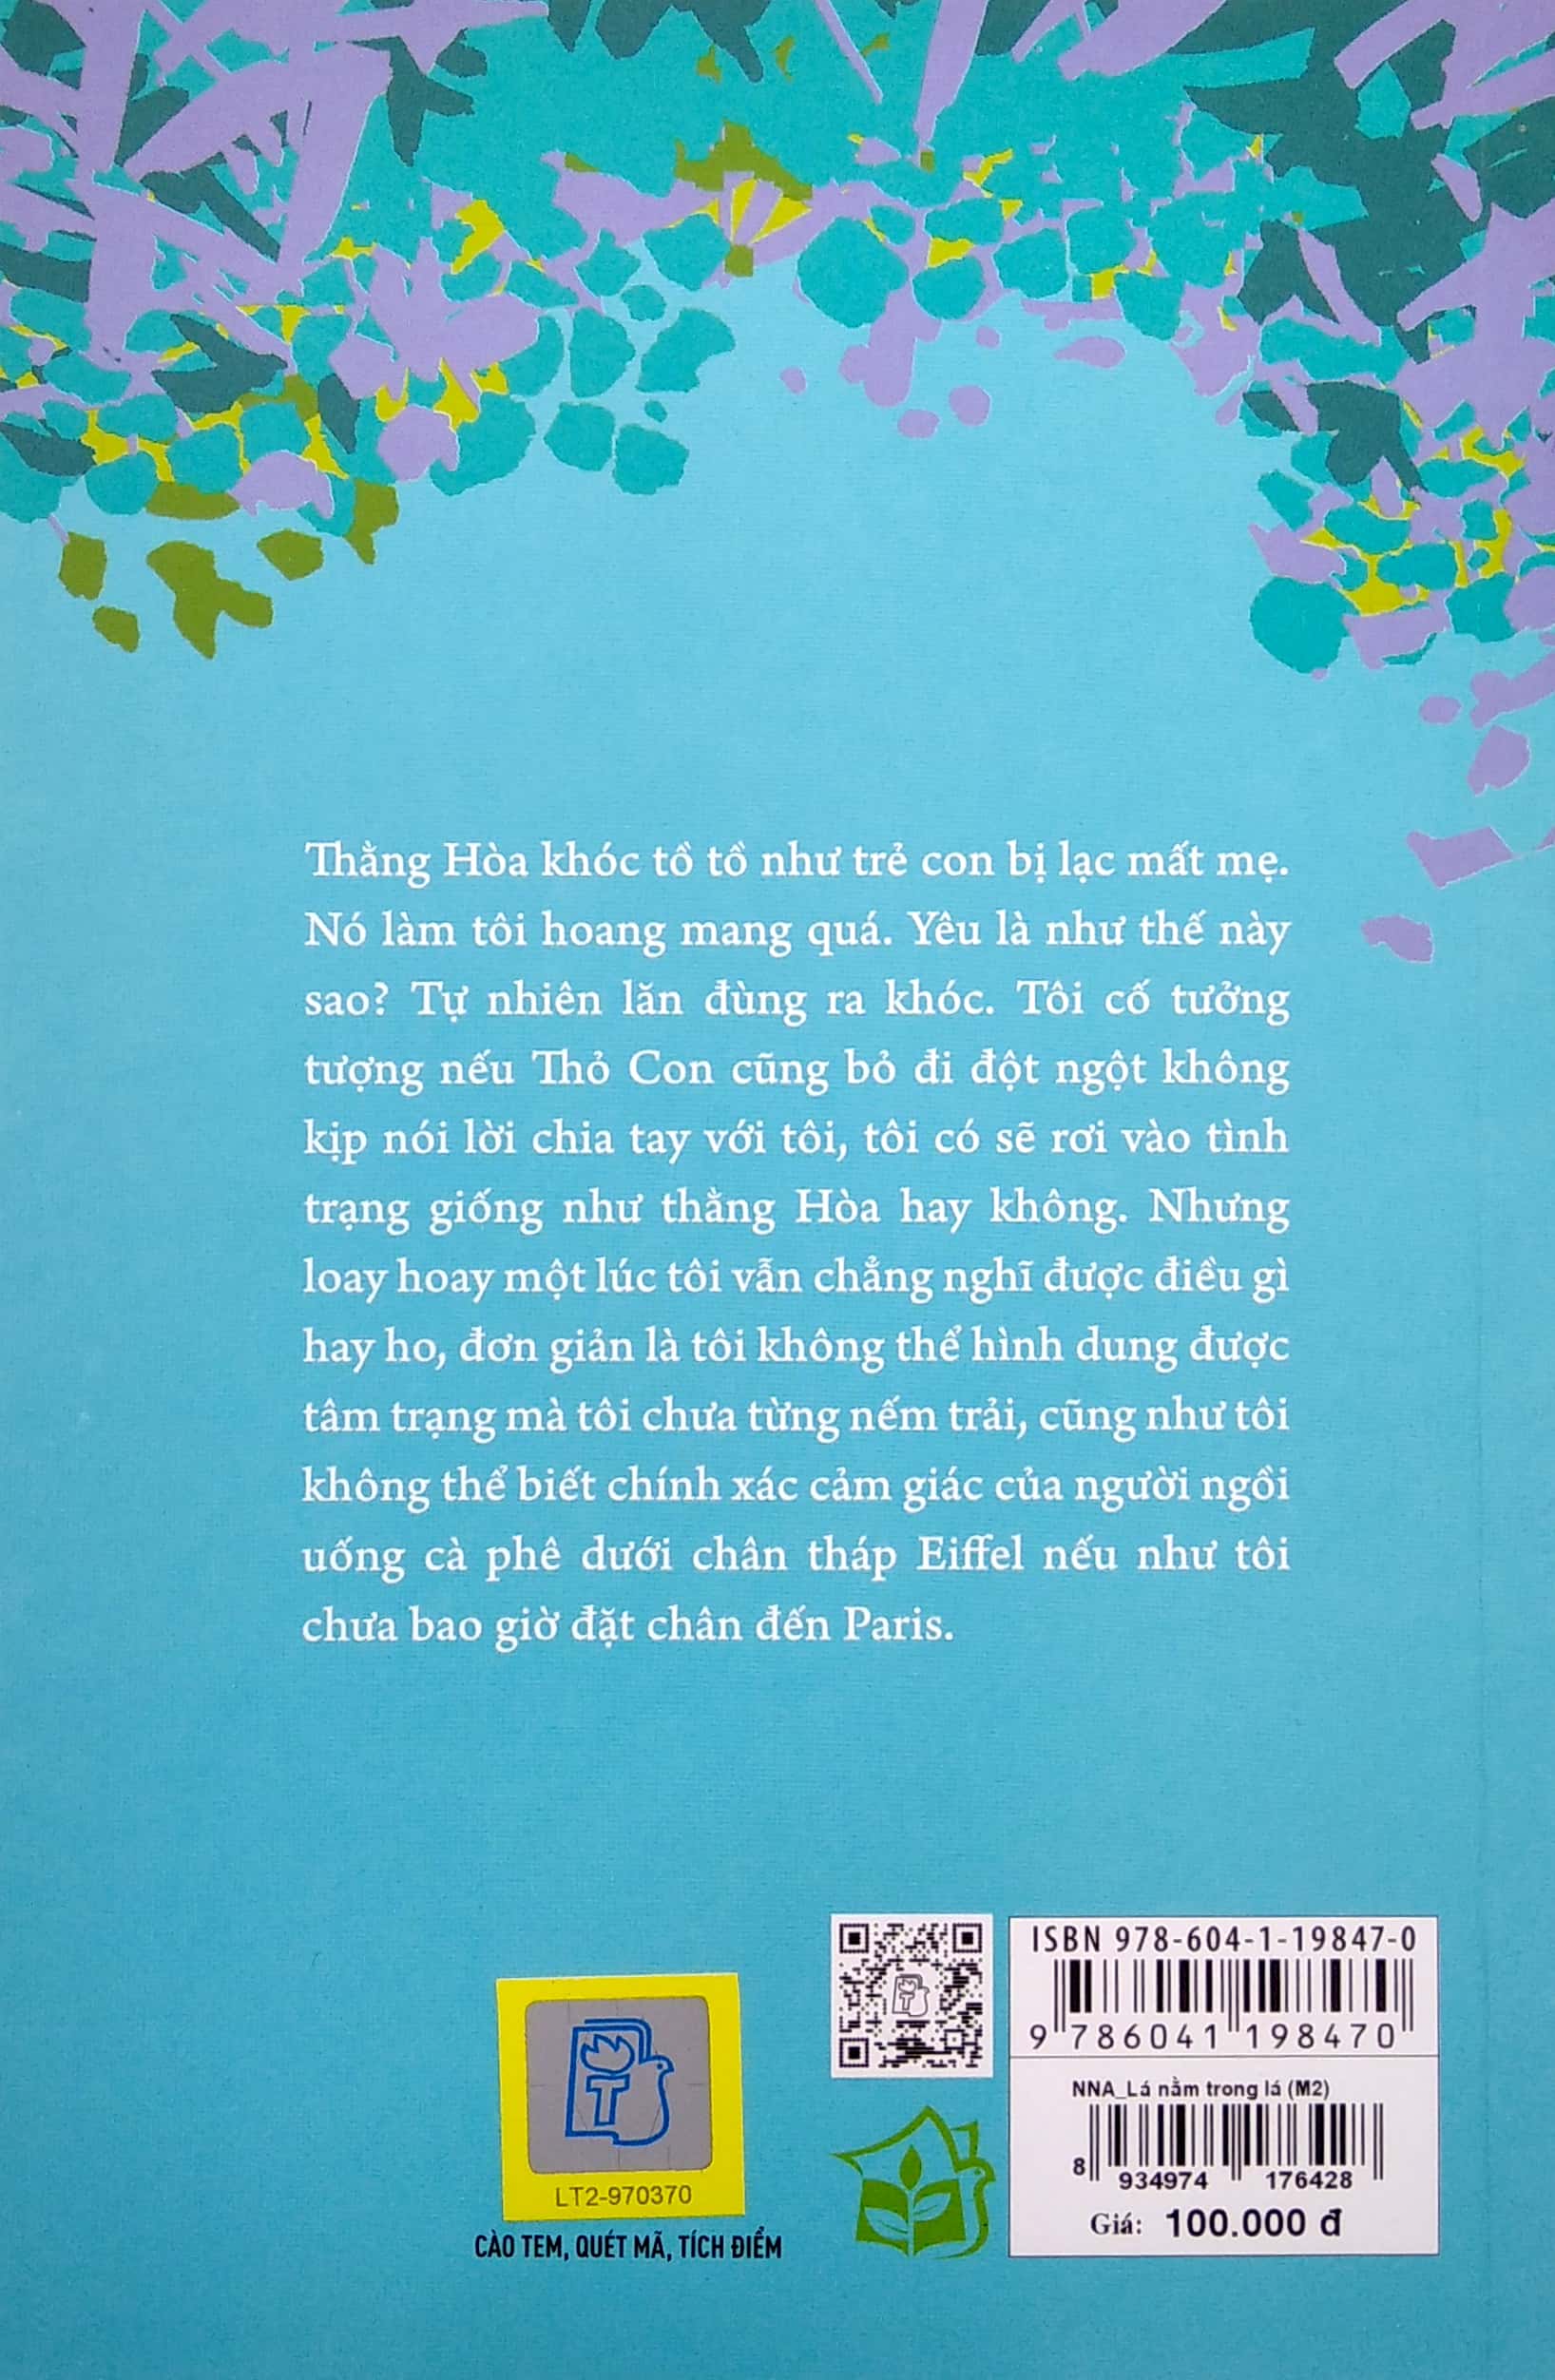 Thằng Hòa khóc tồ tồ như trẻ con bị lạc mất mẹ.
Nó làm tôi hoang mang quá. Yêu là như thế này
sao? Tự nhiên lăn đùng ra khóc. Tôi cố tưởng
tượng nếu Thỏ Con cũng bỏ đi đột ngột không
kịp nói lời chia tay với tôi, tôi có sẽ rơi vào tình
trạng giống như thằng Hòa hay không. Nhưng
loay hoay một lúc tôi vẫn chẳng nghĩ được điều gì
hay ho, đơn giản là tôi không thể hình dung được
tâm trạng mà tôi chưa từng nếm trải, cũng như tôi
không thể biết chính xác cảm giác của người ngồi
uống cà phê dưới chân tháp Eiffel nếu như tôi
chưa bao giờ đặt chân đến Paris.
ISBN 978-604-1-19847-0
9 786041 198470
NNA_Lá nằm trong lá (M2)
8 934974 176428
Giá: 100.000 đ
T
LT2-970370
CÀO TEM, QUÉT MÃ, TÍCH ĐIỂM